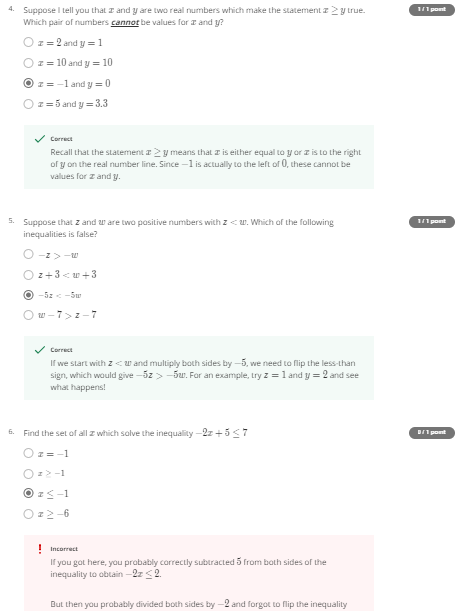 4. Suppose I tell you that x and y are two real numbers which make the statement x ≥ y true. 1 / 1 point
Which pair of numbers cannot be values for x and y?
x = 2 and y = 1
x = 10 and y = 10
x = −1 and y = 0
x = 5 and y = 3.3
Correct
Recall that the statement x ≥ y means that x is either equal to y or x is to the right
of y on the real number line. Since −1 is actually to the left of 0, these cannot be
values for x and y.
5. Suppose that z and w are two positive numbers with z < w. Which of the following 1 / 1 point
inequalities is false?
−z > −w
z + 3 < w + 3
−5z < −5w
w − 7 > z − 7
Correct
If we start with z < w and multiply both sides by −5, we need to flip the less-than
sign, which would give −5z > −5w. For an example, try z = 1 and y = 2 and see
what happens!
6. Find the set of all x which solve the inequality −2x + 5 ≤ 7 0 / 1 point
x = −1
x ≥ −1
x ≤ −1
x ≥ −6
Incorrect
If you got here, you probably correctly subtracted 5 from both sides of the
inequality to obtain −2x ≤ 2.
But then you probably divided both sides by −2 and forgot to flip the inequality